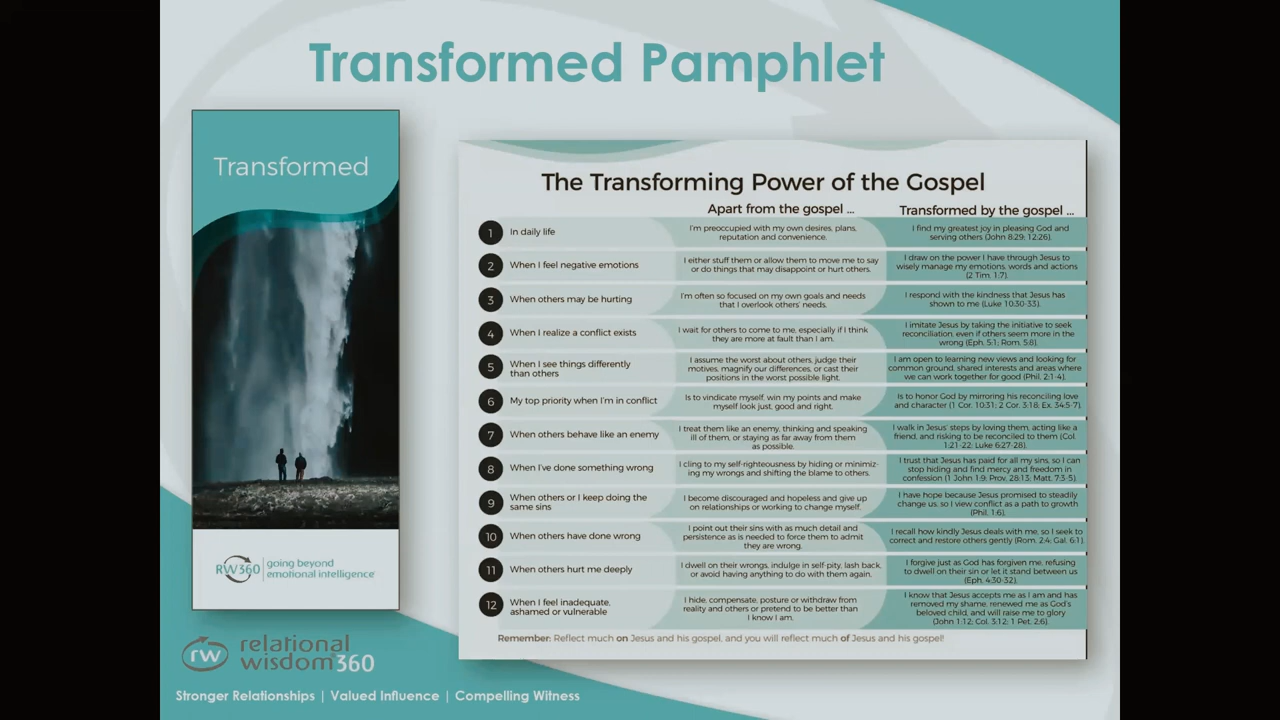 Transformed Pamphlet
Transformed
RW360
going beyond
emotional intelligence
The Transforming Power of the Gospel
Apart from the gospel ...
Transformed by the gospel ...
1
In daily life
I'm preoccupied with my own desires, plans,
reputation and convenience.
I find my greatest joy in pleasing God and
serving others (John 8:29; 12:26).
2
When I feel negative emotions
I either stuff them or allow them to move me to say
or do things that may disappoint or hurt others.
I draw on the power I have through Jesus to
wisely manage my emotions, words and actions
(2 Tim. 1:7).
3
When others may be hurting
I'm often so focused on my own goals and needs
that I overlook others' needs.
I respond with the kindness that Jesus has
shown to me (Luke 10:30-33).
4
When I realize a conflict exists
I wait for others to come to me, especially if I think
they are more at fault than I am.
I imitate Jesus by taking the initiative to seek
reconciliation, even if others seem more in the
wrong (Eph. 5:1; Rom. 5:8).
5
When I see things differently
than others
I assume the worst about others, judge their
motives, magnify our differences, or cast their
positions in the worst possible light.
I am open to learning new views and looking for
common ground, shared interests and areas where
we can work together for good (Phil. 2:1-4).
6
My top priority when I'm in conflict
Is to vindicate myself, win my points and make
myself look just, good and right.
Is to honor God by mirroring his reconciling love
and character (1 Cor. 10:31; 2 Cor. 3:18; Ex. 34:5-7).
7
When others behave like an enemy
I treat them like an enemy, thinking and speaking
ill of them, or staying as far away from them
as possible.
I walk in Jesus' steps by loving them, acting like a
friend, and risking to be reconciled to them (Col.
1:21-22, Luke 6:27-28).
8
When I've done something wrong
I cling to my self-righteousness by hiding or minimiz-
ing my wrongs and shifting the blame to others.
I trust that Jesus has paid for all my sins, so I can
stop hiding and find mercy and freedom in
confession (1 John 1:9; Prov. 28:13; Matt. 7:3-5).
9
When others or I keep doing the
same sins
I become discouraged and hopeless and give up
on relationships or working to change myself.
I have hope because Jesus promised to steadily
change us, so I view conflict as a path to growth
(Phil. 1:6).
10
When others have done wrong
I point out their sins with as much detail and
persistence as is needed to force them to admit
they are wrong.
I recall how kindly Jesus deals with me, so I seek to
correct and restore others gently (Rom. 2:4; Gal. 6:1).
11
When others hurt me deeply
I dwell on their wrongs, indulge in self-pity, lash back,
or avoid having anything to do with them again.
I forgive just as God has forgiven me, refusing
to dwell on their sin or let it stand between us
(Eph. 4:30-32).
12
When I feel inadequate,
ashamed or vulnerable
I hide, compensate, posture or withdraw from
reality and others or pretend to be better than
I know I am.
I know that Jesus accepts me as I am and has
removed my shame, renewed me as God's
beloved child, and will raise me to glory
(John 1:12; Col. 3:12; 1 Pet. 2:6).
Remember: Reflect much on Jesus and his gospel, and you will reflect much of Jesus and his gospel!
rw
relational
wisdom 360
Stronger Relationships | Valued Influence | Compelling Witness